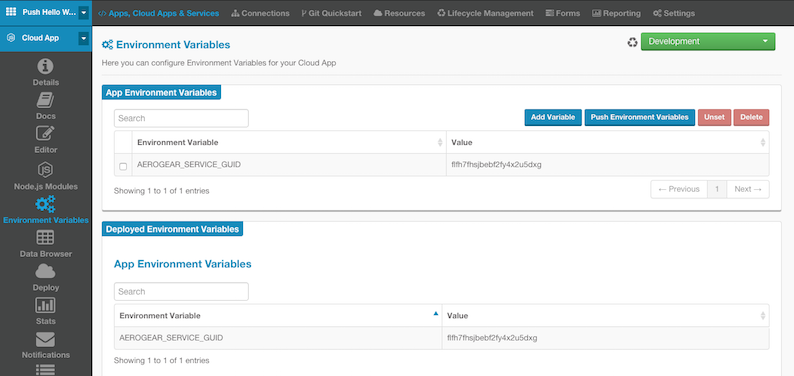 Push Hello W...
Apps, Cloud Apps & Services
Connections
Git Quickstart
Resources
Lifecycle Management
Forms
Reporting
Settings
Cloud App
Details
Docs
Editor
Node.js Modules
Environment Variables
Data Browser
Deploy
Stats
Notifications
Environment Variables
Development
Here you can configure Environment Variables for your Cloud App
App Environment Variables
Search
Add Variable
Push Environment Variables
Unset
Delete
Environment Variable
Value
AEROGEAR_SERVICE_GUID
flfh7fhsjbebf2fy4x2u5dxg
Showing 1 to 1 of 1 entries
← Previous
1
Next →
Deployed Environment Variables
App Environment Variables
Search
Environment Variable
Value
AEROGEAR_SERVICE_GUID
flfh7fhsjbebf2fy4x2u5dxg
Showing 1 to 1 of 1 entries